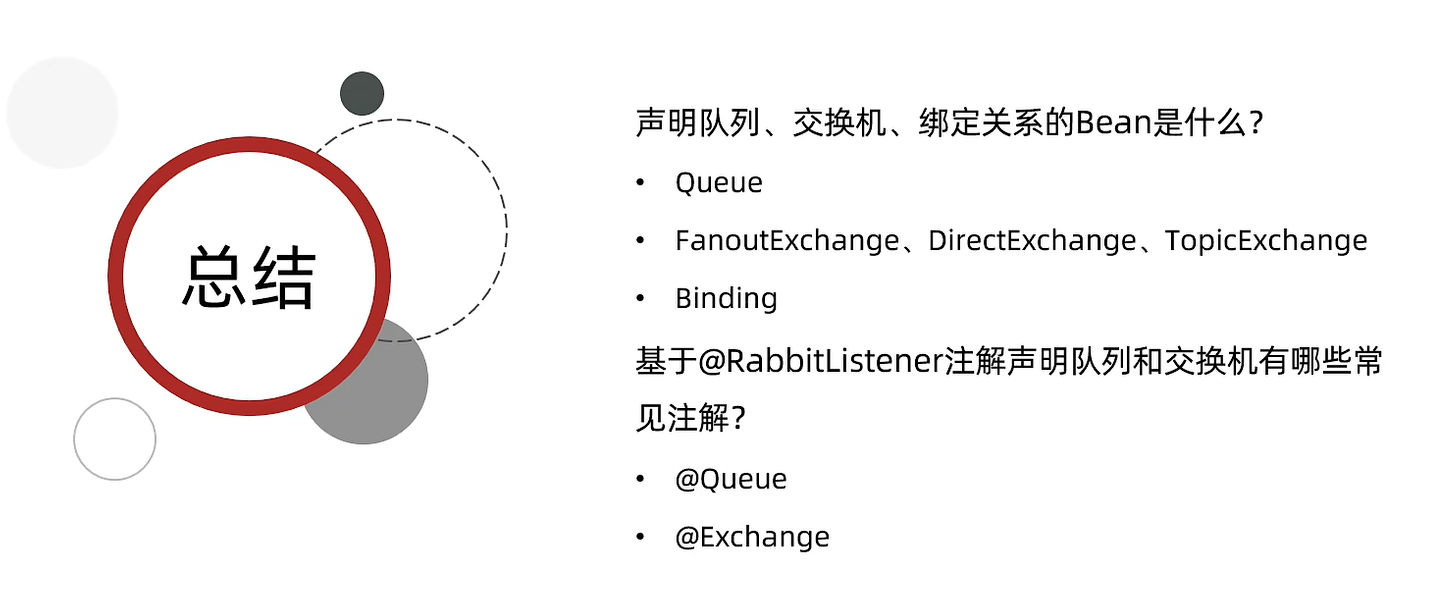 总结
声明队列、交换机、绑定关系的Bean是什么？
• Queue
• FanoutExchange、DirectExchange、TopicExchange
• Binding
基于@RabbitListener注解声明队列和交换机有哪些常
见注解？
• @Queue
• @Exchange